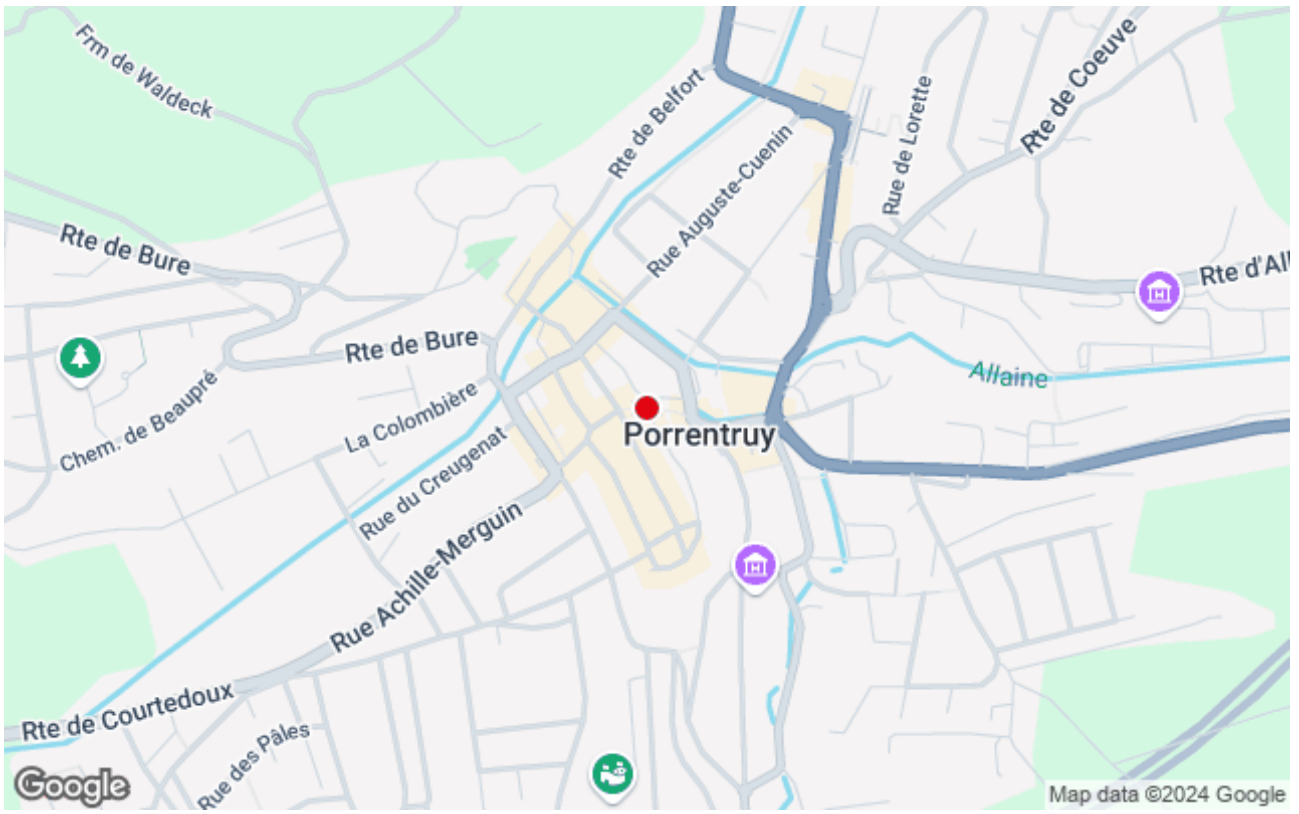 Frm de Waldeck
Rte de Belfort
Rte de Coeuve
Rue de Lorette
Rue Auguste-Cuenin
Rte de Bure
Rte d'All
Rte de Bure
Allaine
Chem. de Beaupré
La Colombière
Porrentruy
Rue du Creugenat
Rue Achille-Merguin
Rte de Courtedoux
Rue des Pâles
Google
Map data ©2024 Google